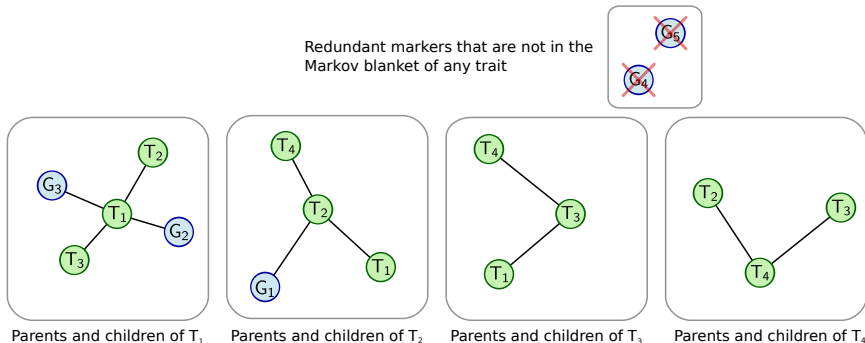 Redundant markers that are not in the
Markov blanket of any trait
G₅
G₄
T₂
G₃
T₁
G₂
T₃
T₄
T₂
T₁
G₁
T₄
T₃
T₁
T₂
T₃
T₄
Parents and children of T₁
Parents and children of T₂
Parents and children of T₃
Parents and children of T₄